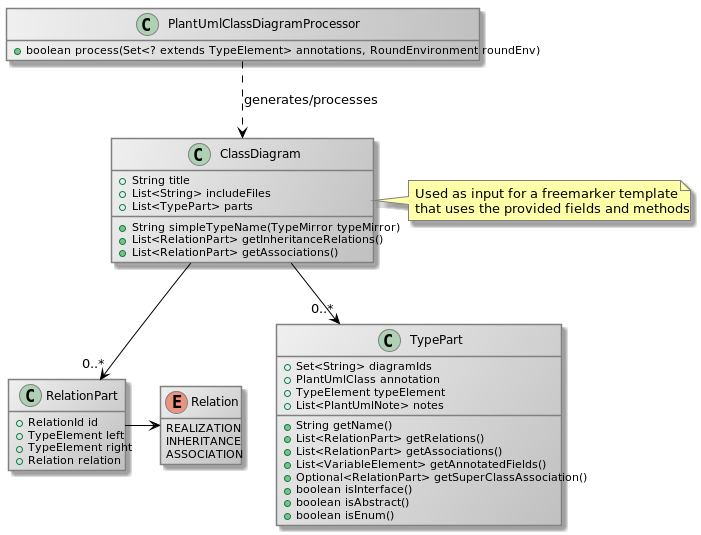 C PlantUmlClassDiagramProcessor
boolean process(Set<? extends TypeElement> annotations, RoundEnvironment roundEnv)
generates/processes
C ClassDiagram
String title
List<String> includeFiles
List<TypePart> parts
String simpleTypeName(TypeMirror typeMirror)
List<RelationPart> getInheritanceRelations()
List<RelationPart> getAssociations()
Used as input for a freemarker template
that uses the provided fields and methods
0..*
0..*
C RelationPart
RelationId id
TypeElement left
TypeElement right
Relation relation
E Relation
REALIZATION
INHERITANCE
ASSOCIATION
C TypePart
Set<String> diagramIds
PlantUmlClass annotation
TypeElement typeElement
List<PlantUmlNote> notes
String getName()
List<RelationPart> getRelations()
List<RelationPart> getAssociations()
List<VariableElement> getAnnotatedFields()
Optional<RelationPart> getSuperClassAssociation()
boolean isInterface()
boolean isAbstract()
boolean isEnum()